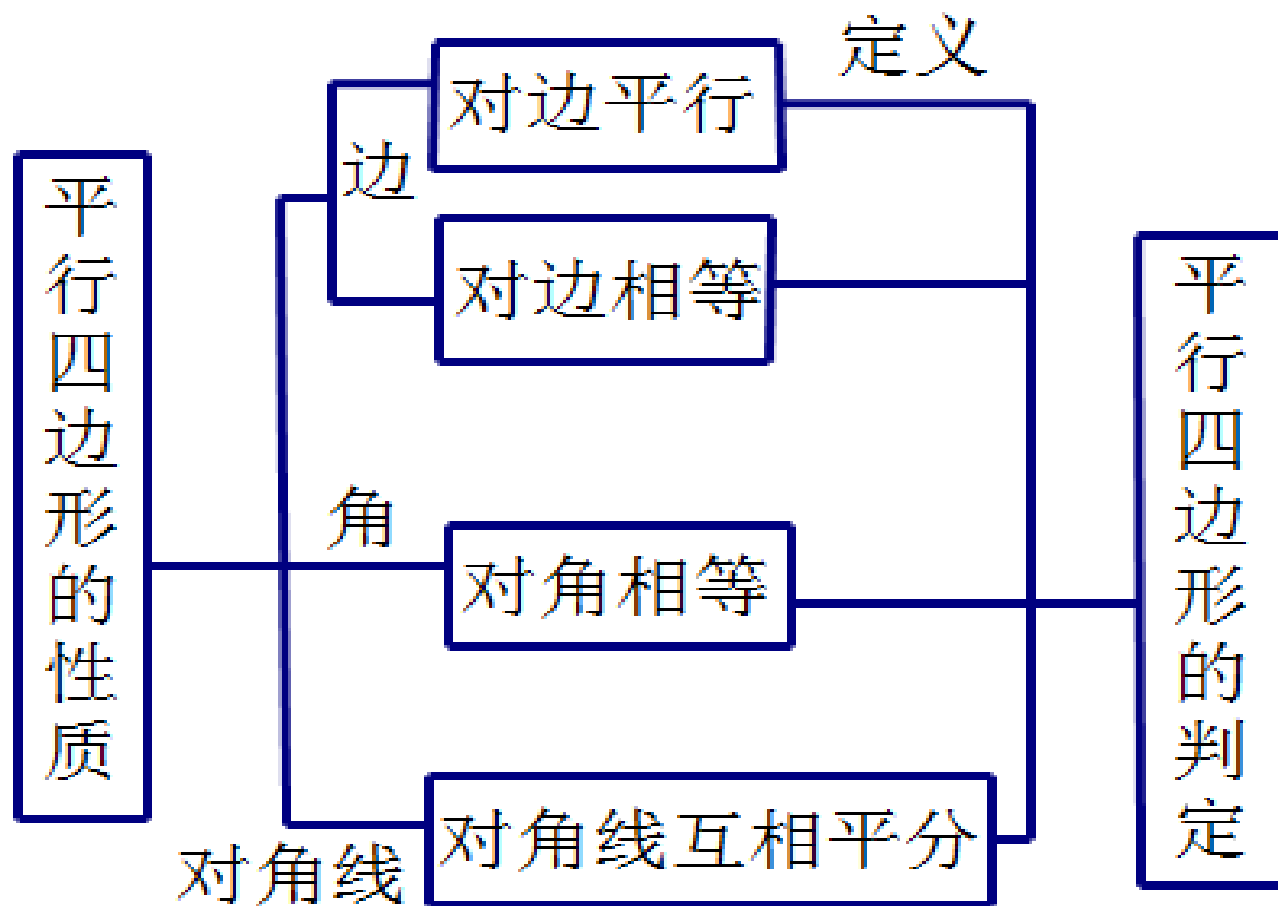 平行四边形的性质
边
对边平行
定义
对边相等
角
对角相等
对角线
对角线互相平分
平行四边形的判定